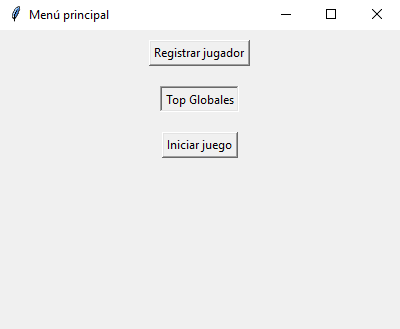 Menú principal
Registrar jugador
Top Globales
Iniciar juego